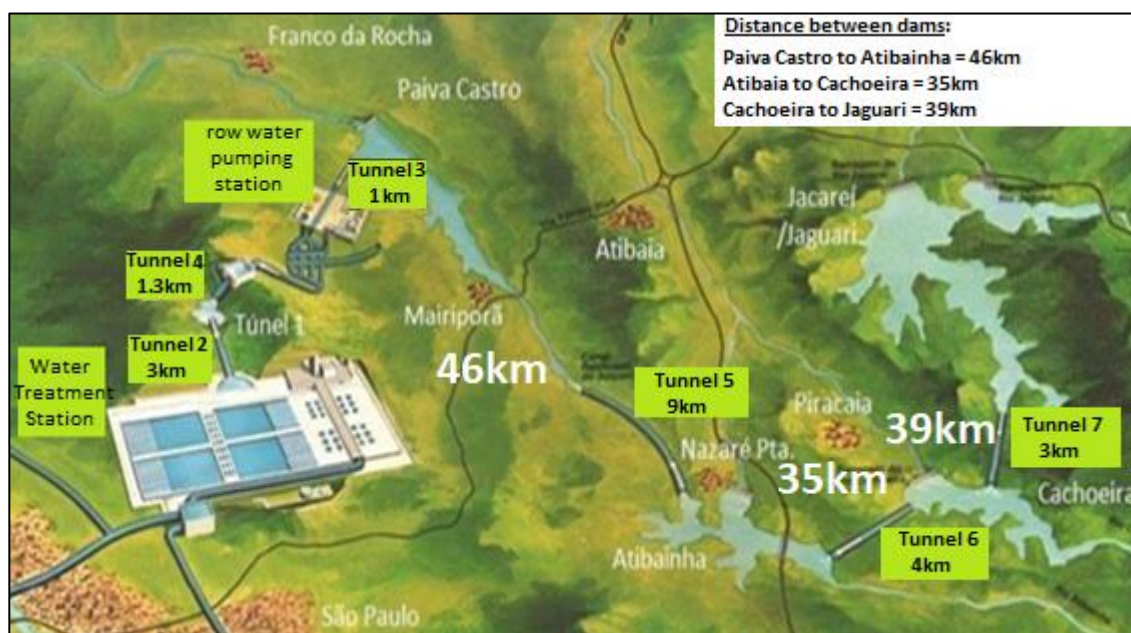 Distance between dams:
Paiva Castro to Atibainha = 46km
Atibaia to Cachoeira = 35km
Cachoeira to Jaguari = 39km
Franco da Rocha
Paiva Castro
row water
pumping
station
Tunnel 3
1km
Jacareí
/Jaguari
Atibaia
Tunnel 4
1.3km
Túnel 1
Mairiporã
Tunnel 2
3km
Water
Treatment
Station
46km
Tunnel 5
9km
Piracaia
39km
Tunnel 7
3km
Nazaré Pta.
35km
Cachoeira
Atibainha
Tunnel 6
4km
São Paulo